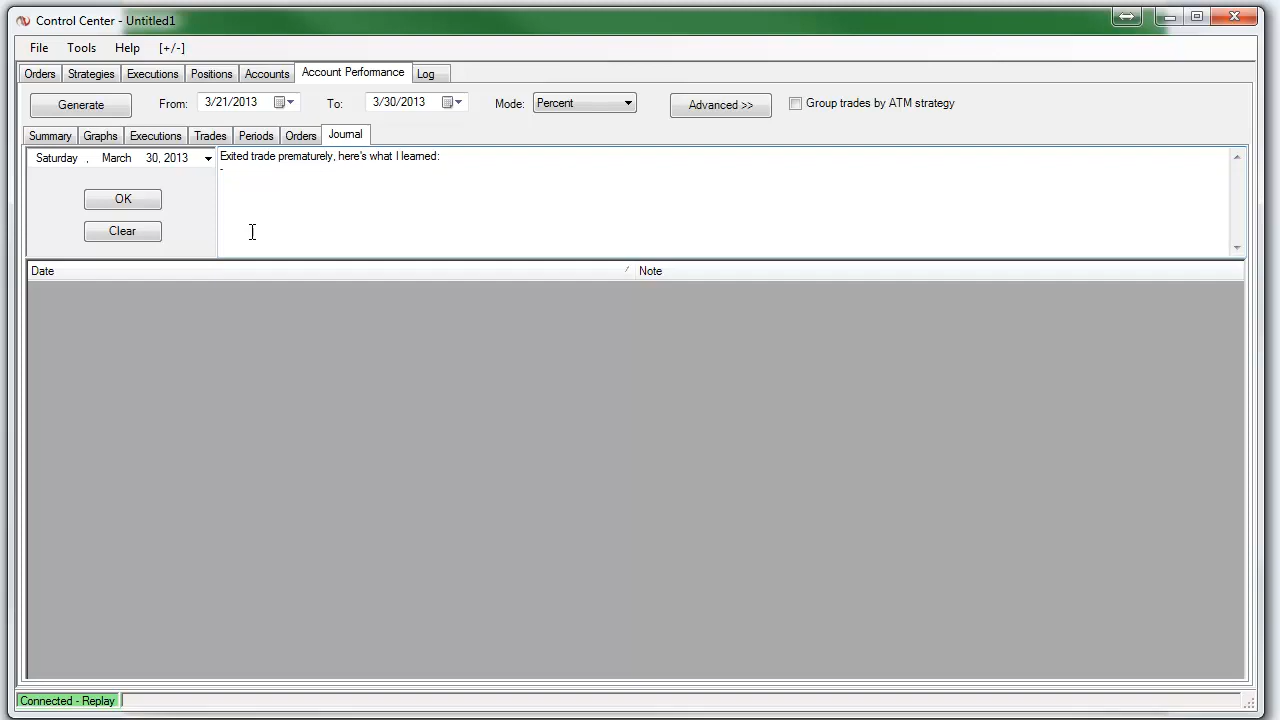 Control Center - Untitled1
File Tools Help [+/-]
Orders Strategies Executions Positions Accounts Account Performance Log
Generate From: 3/21/2013 To: 3/30/2013 Mode: Percent Advanced >> Group trades by ATM strategy
Summary Graphs Executions Trades Periods Orders Journal
Saturday , March 30, 2013
Exited trade prematurely, here's what I learned:
-
OK
Clear
Date Note
Connected - Replay